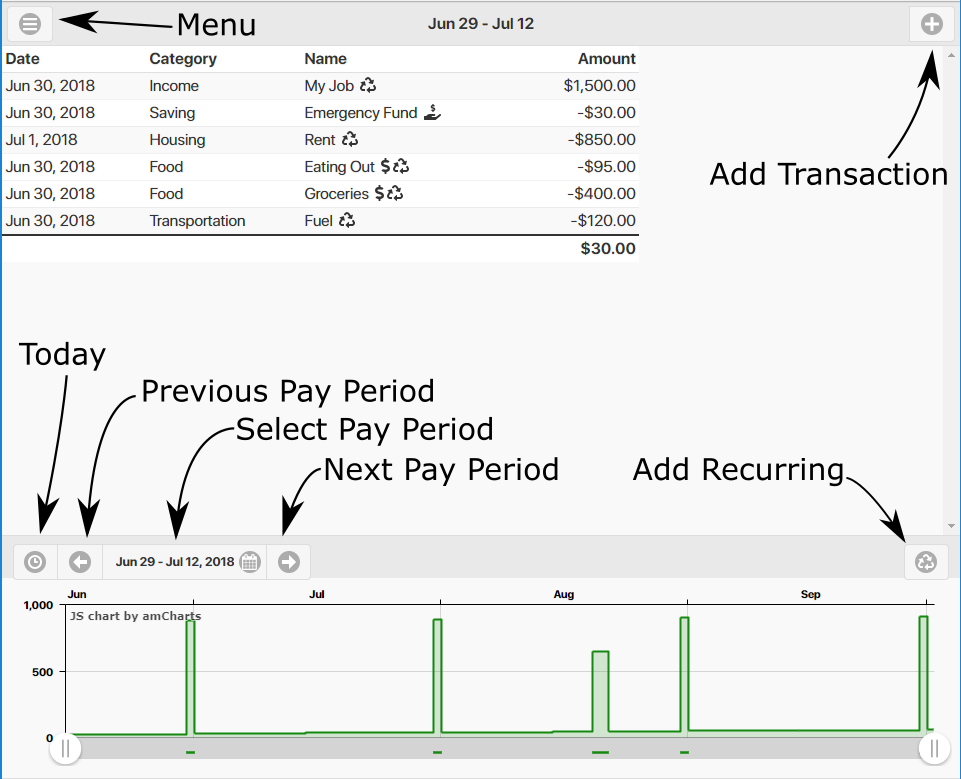 Menu
Jun 29 - Jul 12
Date Category Name Amount
Jun 30, 2018 Income My Job $1,500.00
Jun 30, 2018 Saving Emergency Fund -$30.00
Jul 1, 2018 Housing Rent -$850.00
Jun 30, 2018 Food Eating Out $ -$95.00
Jun 30, 2018 Food Groceries $ -$400.00
Jun 30, 2018 Transportation Fuel -$120.00
$30.00
Add Transaction
Today
Previous Pay Period
Select Pay Period
Next Pay Period
Add Recurring
Jun 29 - Jul 12, 2018
Jun Jul Aug Sep
1,000
JS chart by amCharts
500
0